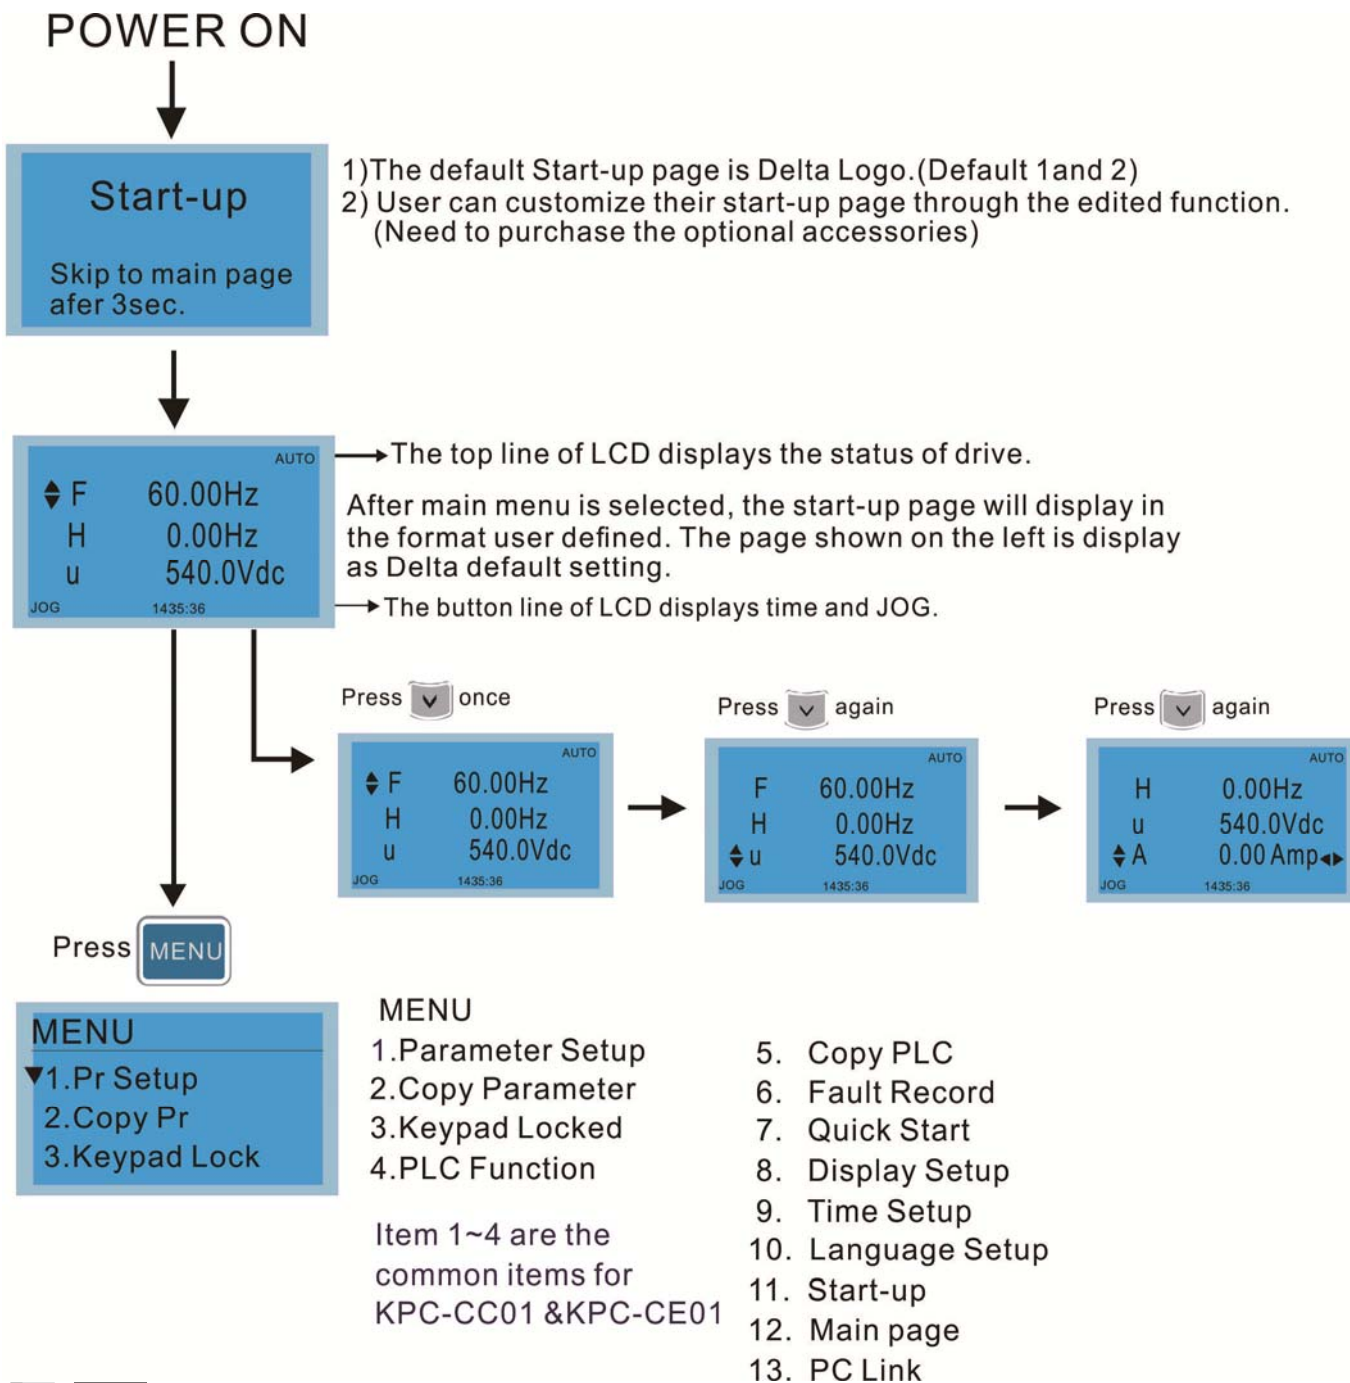 POWER ON
Start-up
Skip to main page
afer 3sec.
1)The default Start-up page is Delta Logo.(Default 1and 2)
2) User can customize their start-up page through the edited function.
(Need to purchase the optional accessories)
AUTO
F 60.00Hz
H 0.00Hz
u 540.0Vdc
JOG 1435:36
The top line of LCD displays the status of drive.
After main menu is selected, the start-up page will display in
the format user defined. The page shown on the left is display
as Delta default setting.
The button line of LCD displays time and JOG.
Press v once
AUTO
F 60.00Hz
H 0.00Hz
u 540.0Vdc
JOG 1435:36
Press v again
AUTO
F 60.00Hz
H 0.00Hz
u 540.0Vdc
JOG 1435:36
Press v again
AUTO
H 0.00Hz
u 540.0Vdc
A 0.00 Amp
JOG 1435:36
Press MENU
MENU
1.Pr Setup
2.Copy Pr
3.Keypad Lock
MENU
1.Parameter Setup
2.Copy Parameter
3.Keypad Locked
4.PLC Function
Item 1~4 are the
common items for
KPC-CC01 &KPC-CE01
5. Copy PLC
6. Fault Record
7. Quick Start
8. Display Setup
9. Time Setup
10. Language Setup
11. Start-up
12. Main page
13. PC Link